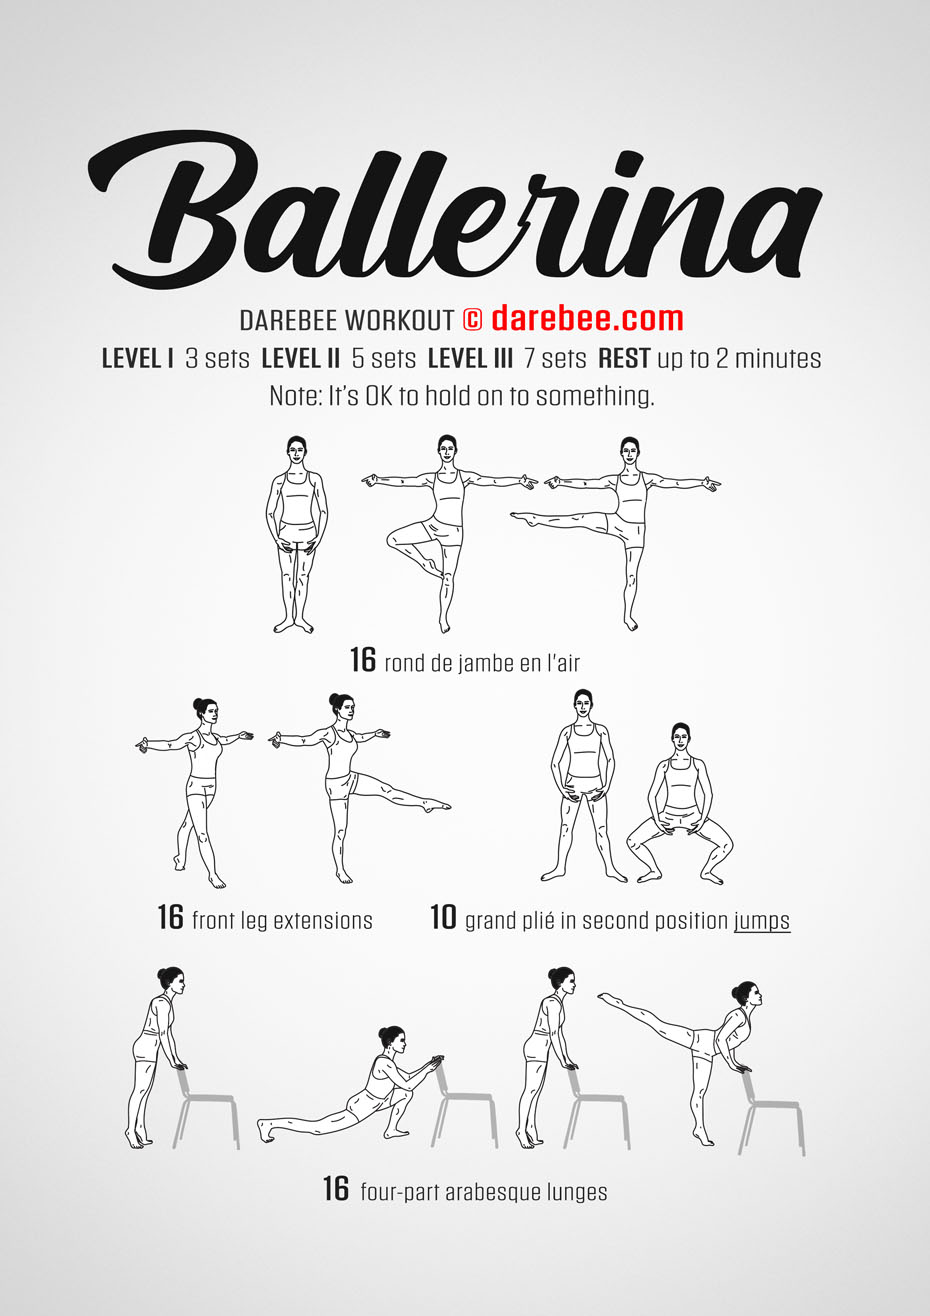 Ballerina
DAREBEE WORKOUT © darebee.com
LEVEL I 3 sets LEVEL II 5 sets LEVEL III 7 sets REST up to 2 minutes
Note: It's OK to hold on to something.
16 rond de jambe en l'air
16 front leg extensions
10 grand plié in second position jumps
16 four-part arabesque lunges